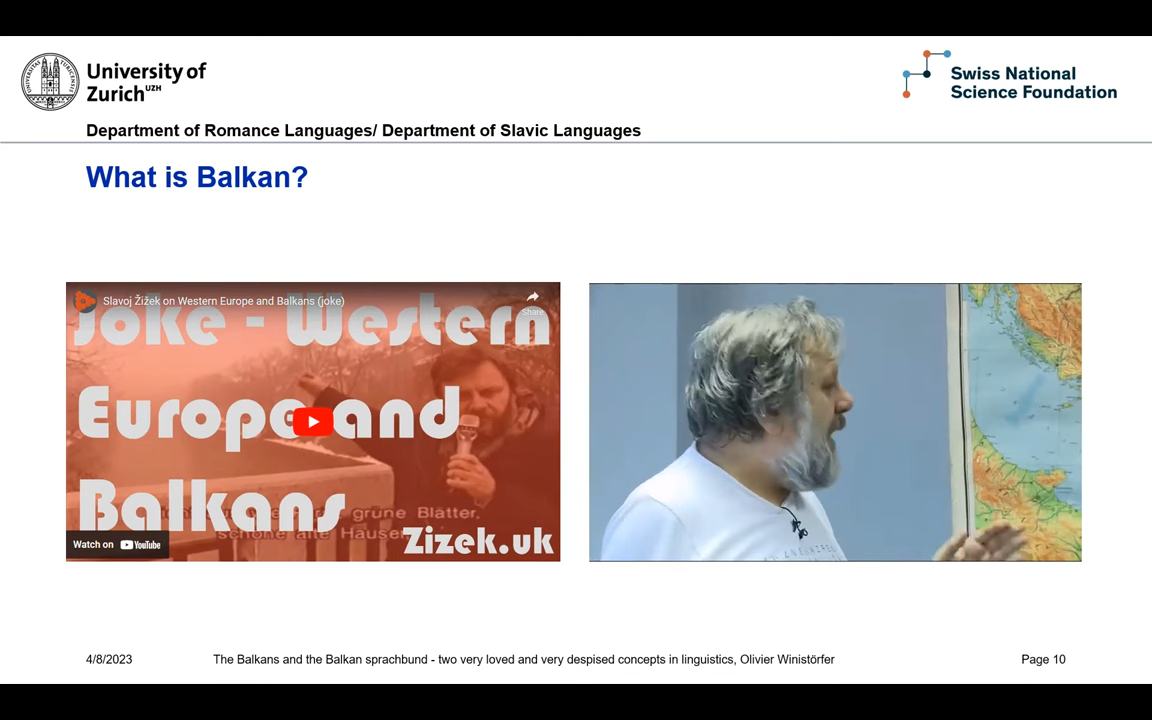 University of
Zurich UZH
Swiss National
Science Foundation
Department of Romance Languages/ Department of Slavic Languages
What is Balkan?
Slavoj Žižek on Western Europe and Balkans (joke)
Share
Joke - Western
Europe and
Balkans
grüne Blätter,
schöne alte Häuser
Watch on YouTube
Zizek.uk
4/8/2023
The Balkans and the Balkan sprachbund - two very loved and very despised concepts in linguistics, Olivier Winistörfer
Page 10